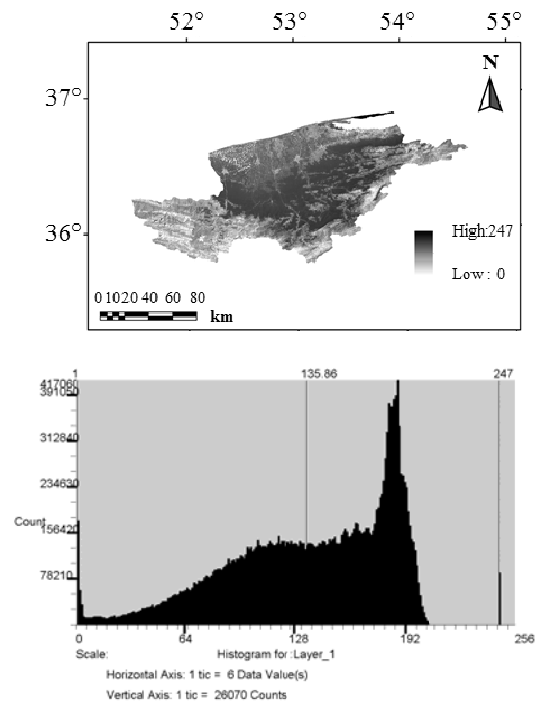 52° 53° 54° 55°
N
37°
36°
High:247
Low: 0
0 10 20 40 60 80
km
1 135.86 247
417060
391050
312840
234630
Count
156420
78210
0 64 128 192 256
Scale: Histogram for :Layer_1
Horizontal Axis: 1 tic = 6 Data Value(s)
Vertical Axis: 1 tic = 26070 Counts